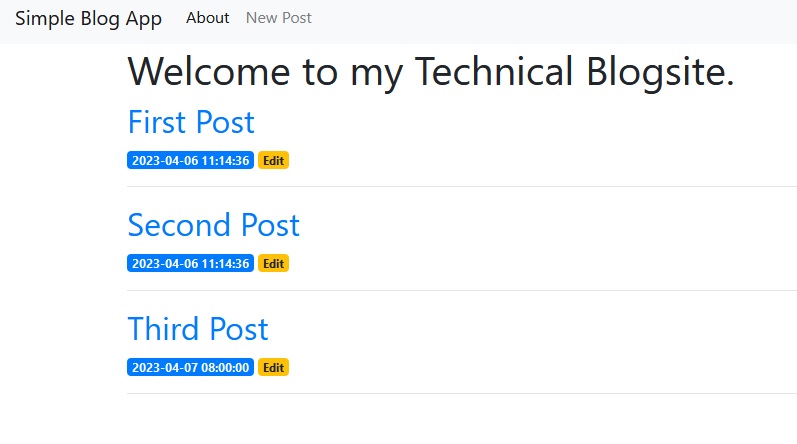 Simple Blog App About New Post
Welcome to my Technical Blogsite.
First Post
2023-04-06 11:14:36 Edit
Second Post
2023-04-06 11:14:36 Edit
Third Post
2023-04-07 08:00:00 Edit